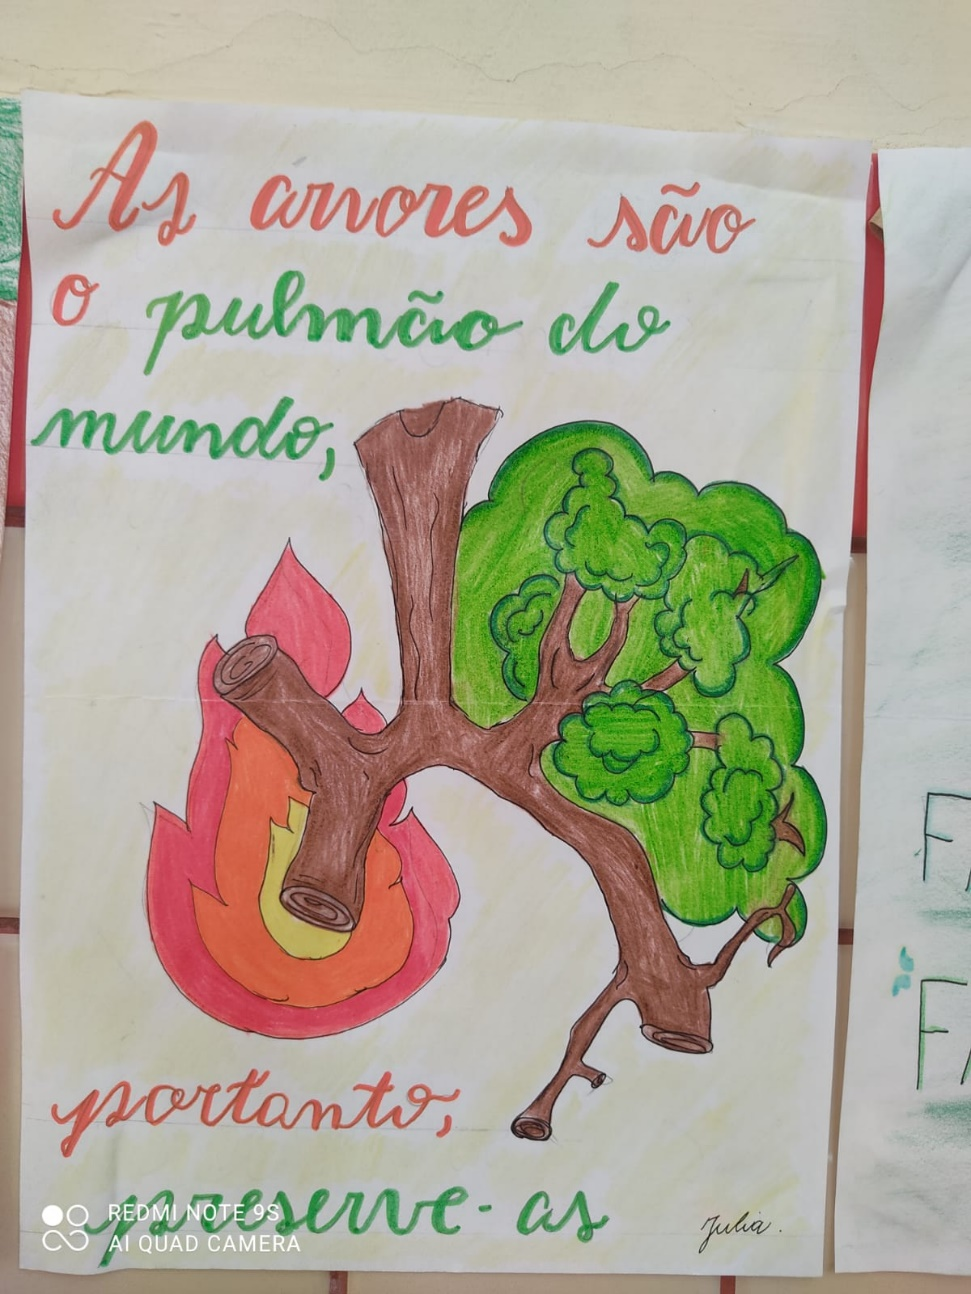 As arvores são
o pulmão do
mundo,
portanto,
preserve-as
Julia.
REDMI NOTE 9S
AI QUAD CAMERA